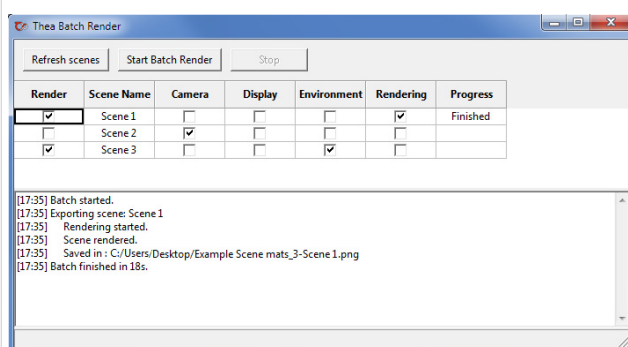 Thea Batch Render
Refresh scenes Start Batch Render Stop
Render Scene Name Camera Display Environment Rendering Progress
Scene 1 Finished
Scene 2
Scene 3
[17:35] Batch started.
[17:35] Exporting scene: Scene 1
[17:35] Rendering started.
[17:35] Scene rendered.
[17:35] Saved in : C:/Users/Desktop/Example Scene mats_3-Scene 1.png
[17:35] Batch finished in 18s.